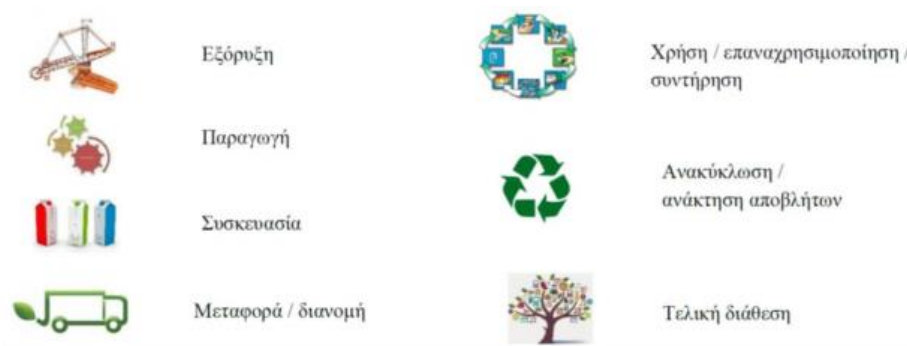 Εξόρυξη
Παραγωγή
Συσκευασία
Μεταφορά / διανομή
Χρήση / επαναχρησιμοποίηση /
συντήρηση
Ανακύκλωση /
ανάκτηση αποβλήτων
Τελική διάθεση